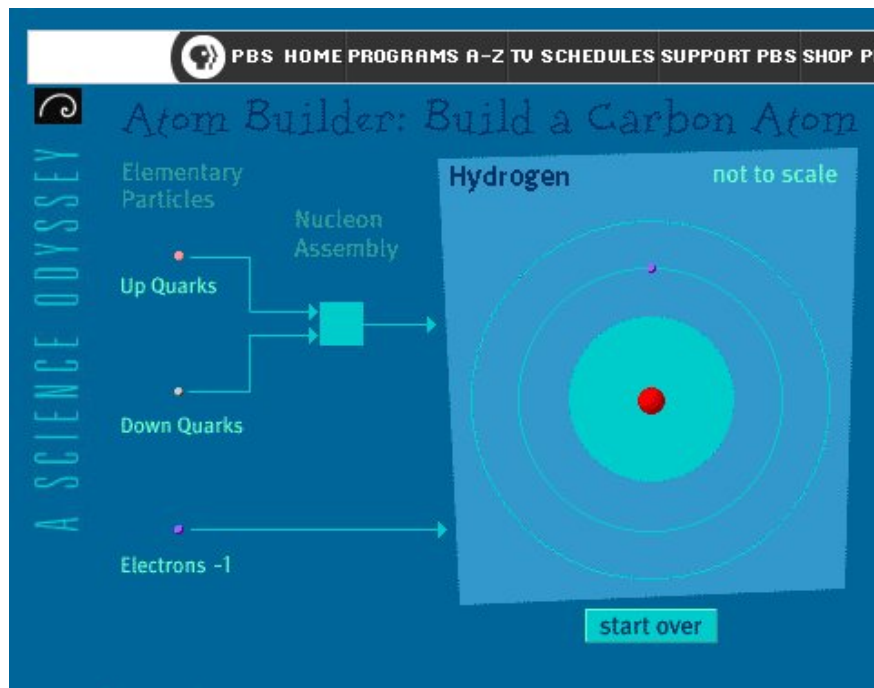 PBS HOME PROGRAMS A-Z TV SCHEDULES SUPPORT PBS SHOP P
Atom Builder: Build a Carbon Atom
A SCIENCE ODYSSEY
Elementary
Particles
Nucleon
Assembly
Hydrogen
not to scale
Up Quarks
Down Quarks
Electrons -1
start over